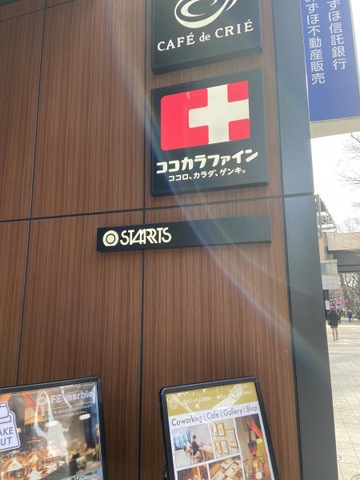 CAFÉ de CRIÉ
みずほ信託銀行
みずほ不動産販売
ココカラファイン
ココロ、カラダ、ゲンキ。
STARTS
CAFE marble
TAKE
OUT
Coworking | Cafe | Gallery | Shop